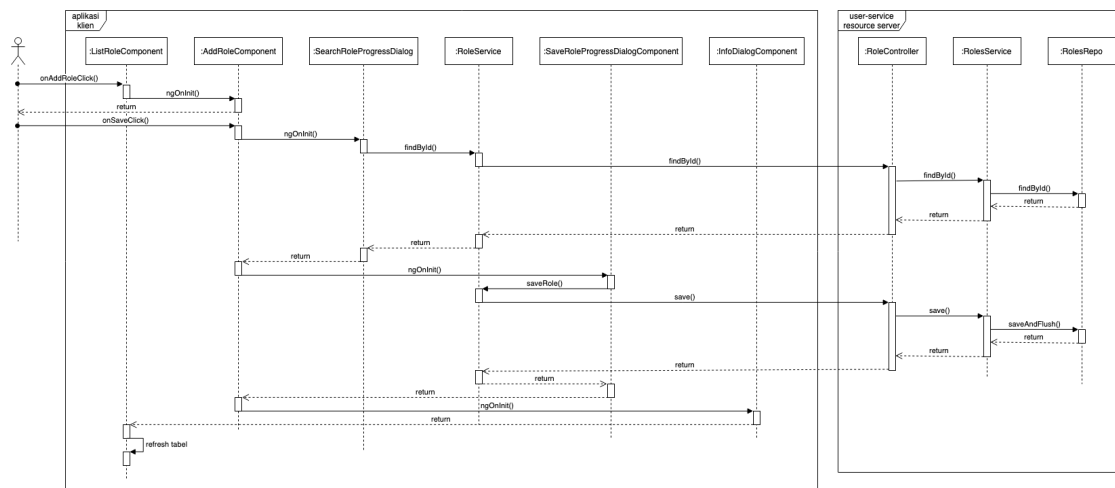 aplikasi
klien
user-service
resource server
:ListRoleComponent
:AddRoleComponent
:SearchRoleProgressDialog
:RoleService
:SaveRoleProgressDialogComponent
:InfoDialogComponent
:RoleController
:RolesService
:RolesRepo
onAddRoleClick()
ngOnInit()
return
onSaveClick()
ngOnInit()
findById()
findById()
findById()
findById()
return
return
return
return
return
ngOnInit()
saveRole()
save()
save()
saveAndFlush()
return
return
return
return
return
ngOnInit()
return
refresh tabel